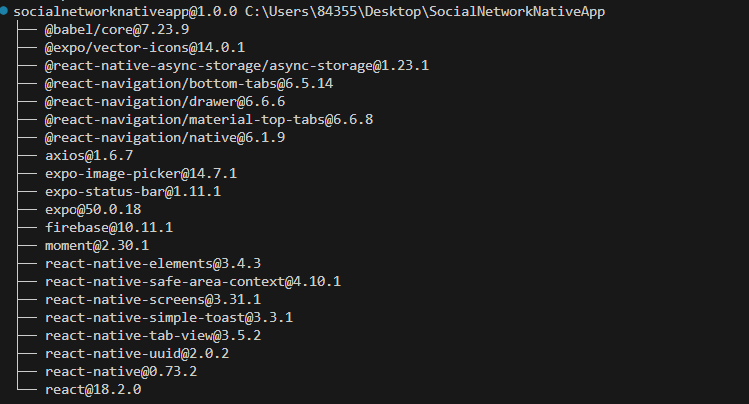 socialnetworknativeapp@1.0.0 C:\Users\84355\Desktop\SocialNetworkNativeApp
├── @babel/core@7.23.9
├── @expo/vector-icons@14.0.1
├── @react-native-async-storage/async-storage@1.23.1
├── @react-navigation/bottom-tabs@6.5.14
├── @react-navigation/drawer@6.6.6
├── @react-navigation/material-top-tabs@6.6.8
├── @react-navigation/native@6.1.9
├── axios@1.6.7
├── expo-image-picker@14.7.1
├── expo-status-bar@1.11.1
├── expo@50.0.18
├── firebase@10.11.1
├── moment@2.30.1
├── react-native-elements@3.4.3
├── react-native-safe-area-context@4.10.1
├── react-native-screens@3.31.1
├── react-native-simple-toast@3.3.1
├── react-native-tab-view@3.5.2
├── react-native-uuid@2.0.2
├── react-native@0.73.2
└── react@18.2.0